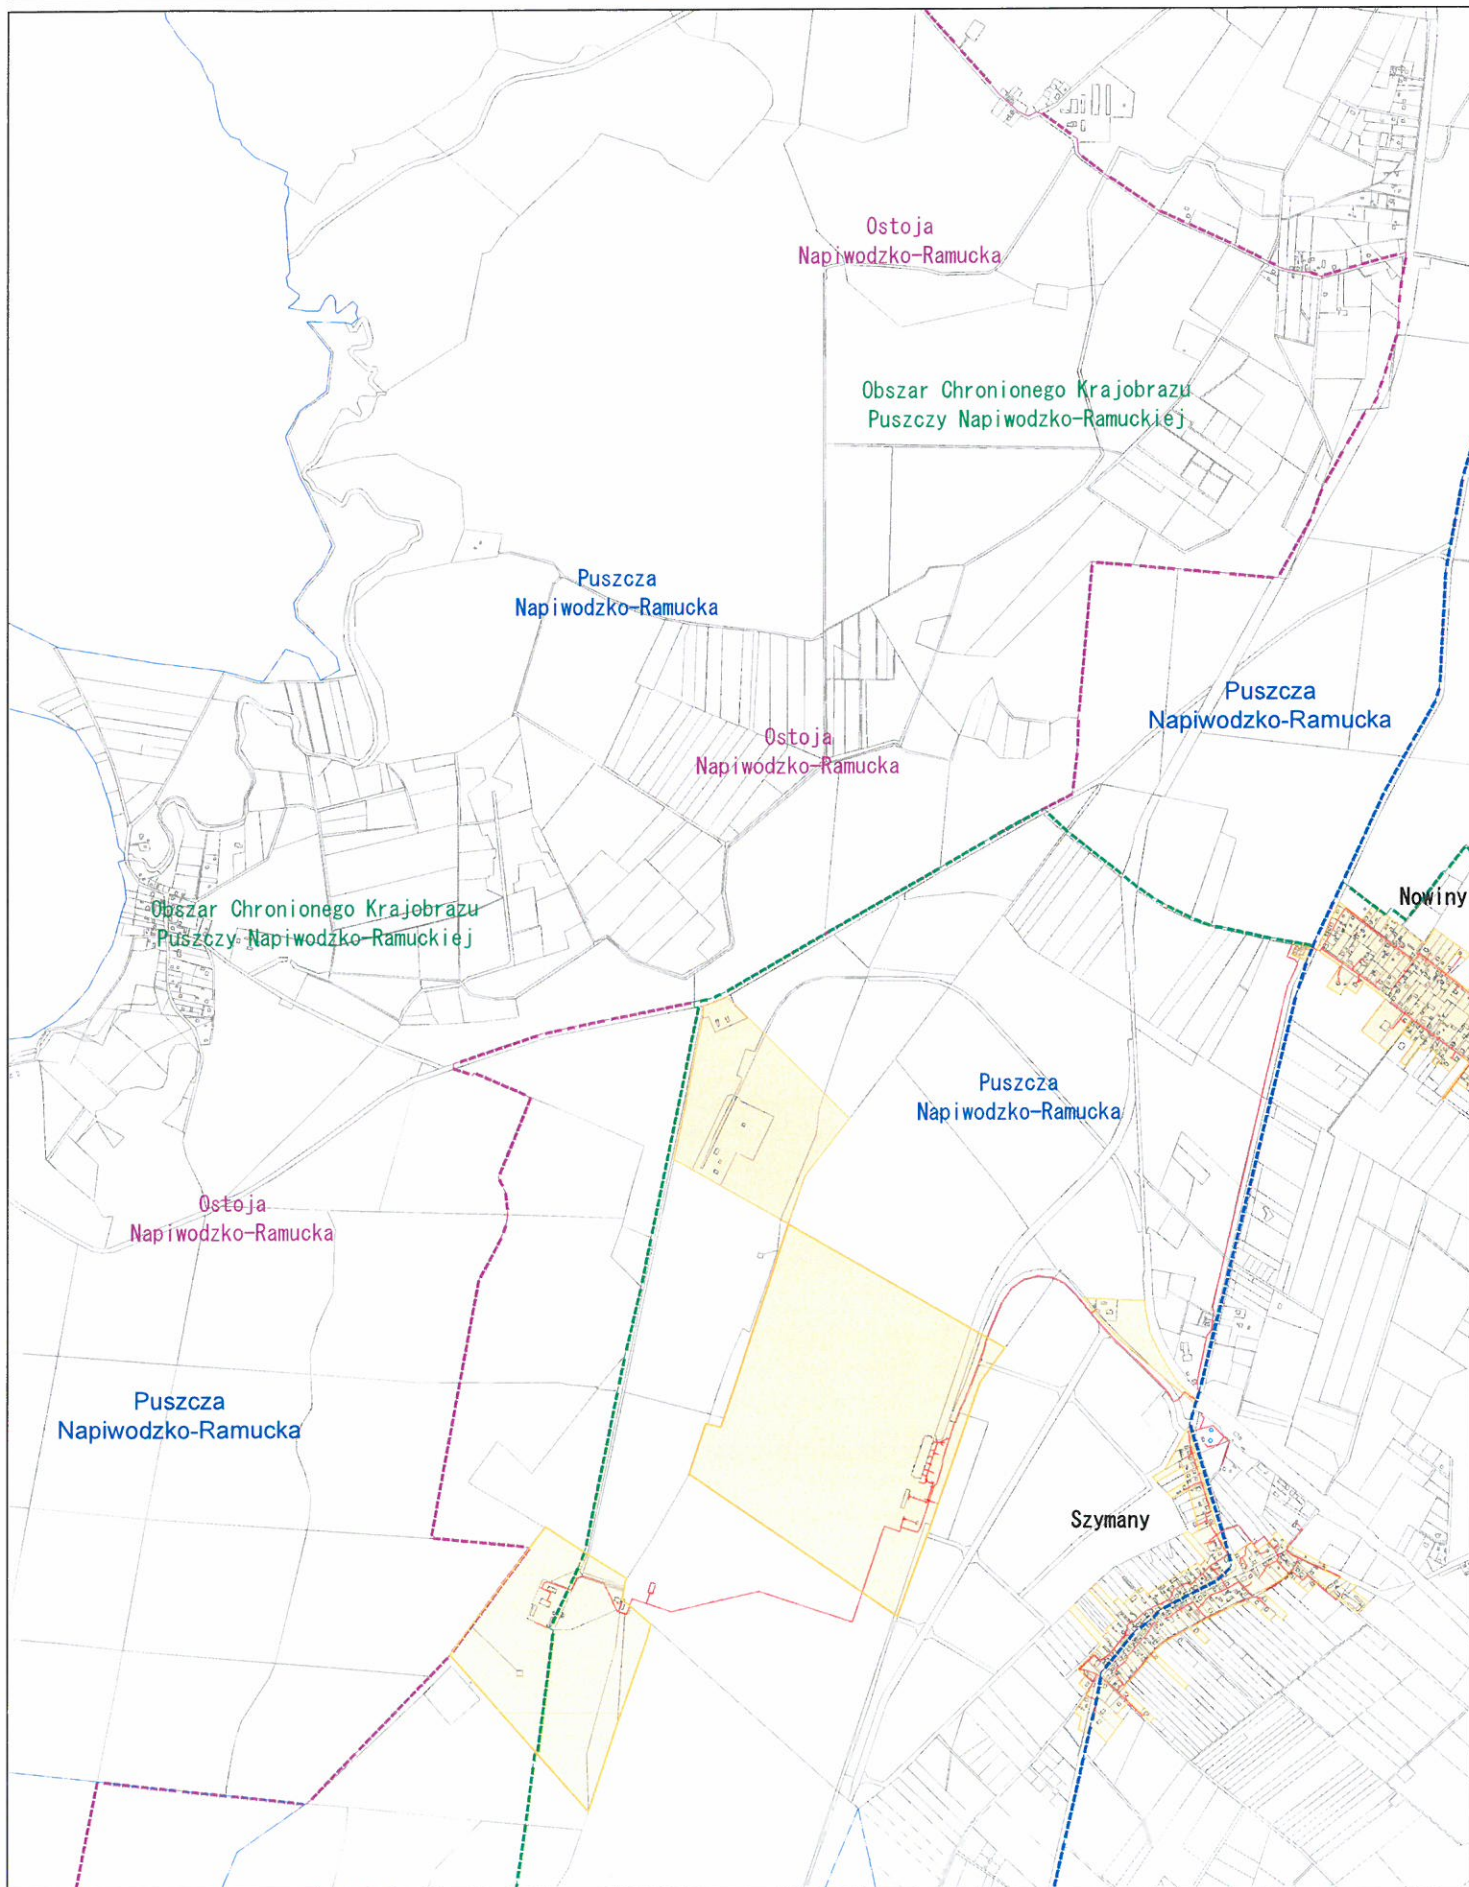 Ostoja
Napiwodzko-Ramucka
Obszar Chronionego Krajobrazu
Puszczy Napiwodzko-Ramuckiej
Puszcza
Napiwodzko-Ramucka
Puszcza
Napiwodzko-Ramucka
Ostoja
Napiwodzko-Ramucka
Nowiny
Obszar Chronionego Krajobrazu
Puszczy Napiwodzko-Ramuckiej
Puszcza
Napiwodzko-Ramucka
Ostoja
Napiwodzko-Ramucka
Puszcza
Napiwodzko-Ramucka
Szymany